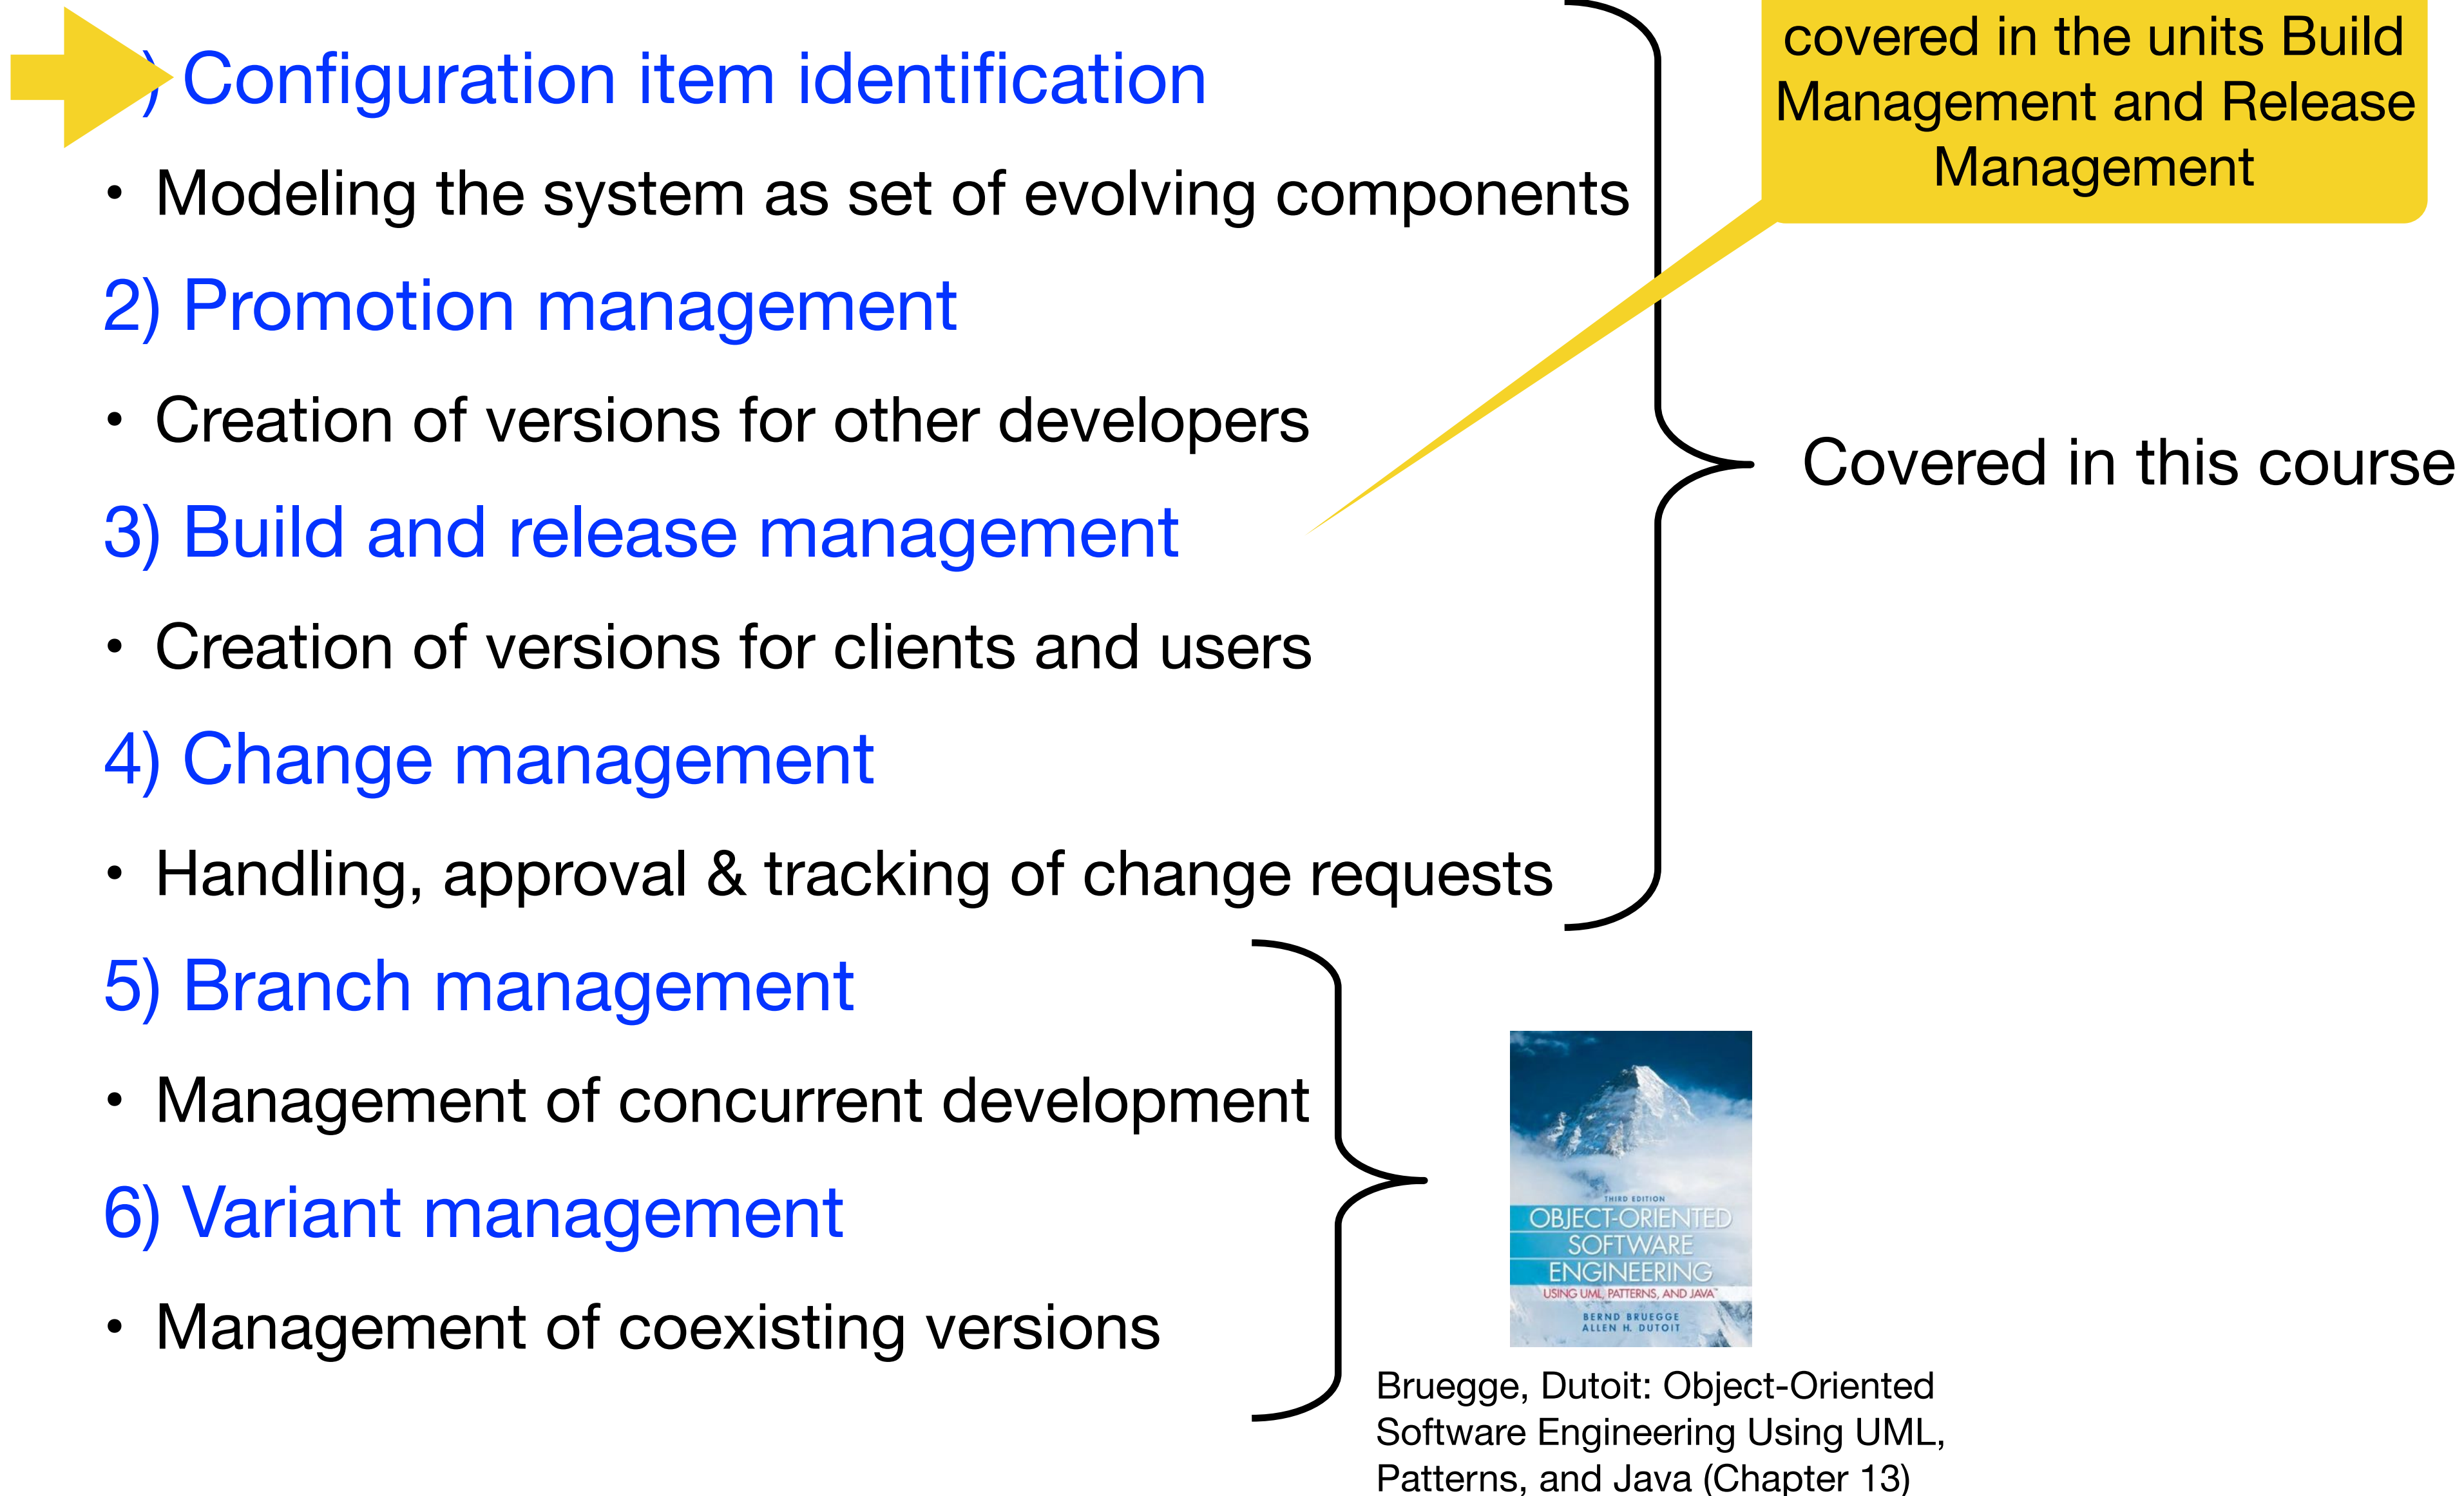 ) Configuration item identification
• Modeling the system as set of evolving components
2) Promotion management
• Creation of versions for other developers
3) Build and release management
• Creation of versions for clients and users
4) Change management
• Handling, approval & tracking of change requests
5) Branch management
• Management of concurrent development
6) Variant management
• Management of coexisting versions
covered in the units Build
Management and Release
Management
Covered in this course
THIRD EDITION
OBJECT-ORIENTED
SOFTWARE
ENGINEERING
USING UML, PATTERNS, AND JAVA™
BERND BRUEGGE
ALLEN H. DUTOIT
Bruegge, Dutoit: Object-Oriented
Software Engineering Using UML,
Patterns, and Java (Chapter 13)